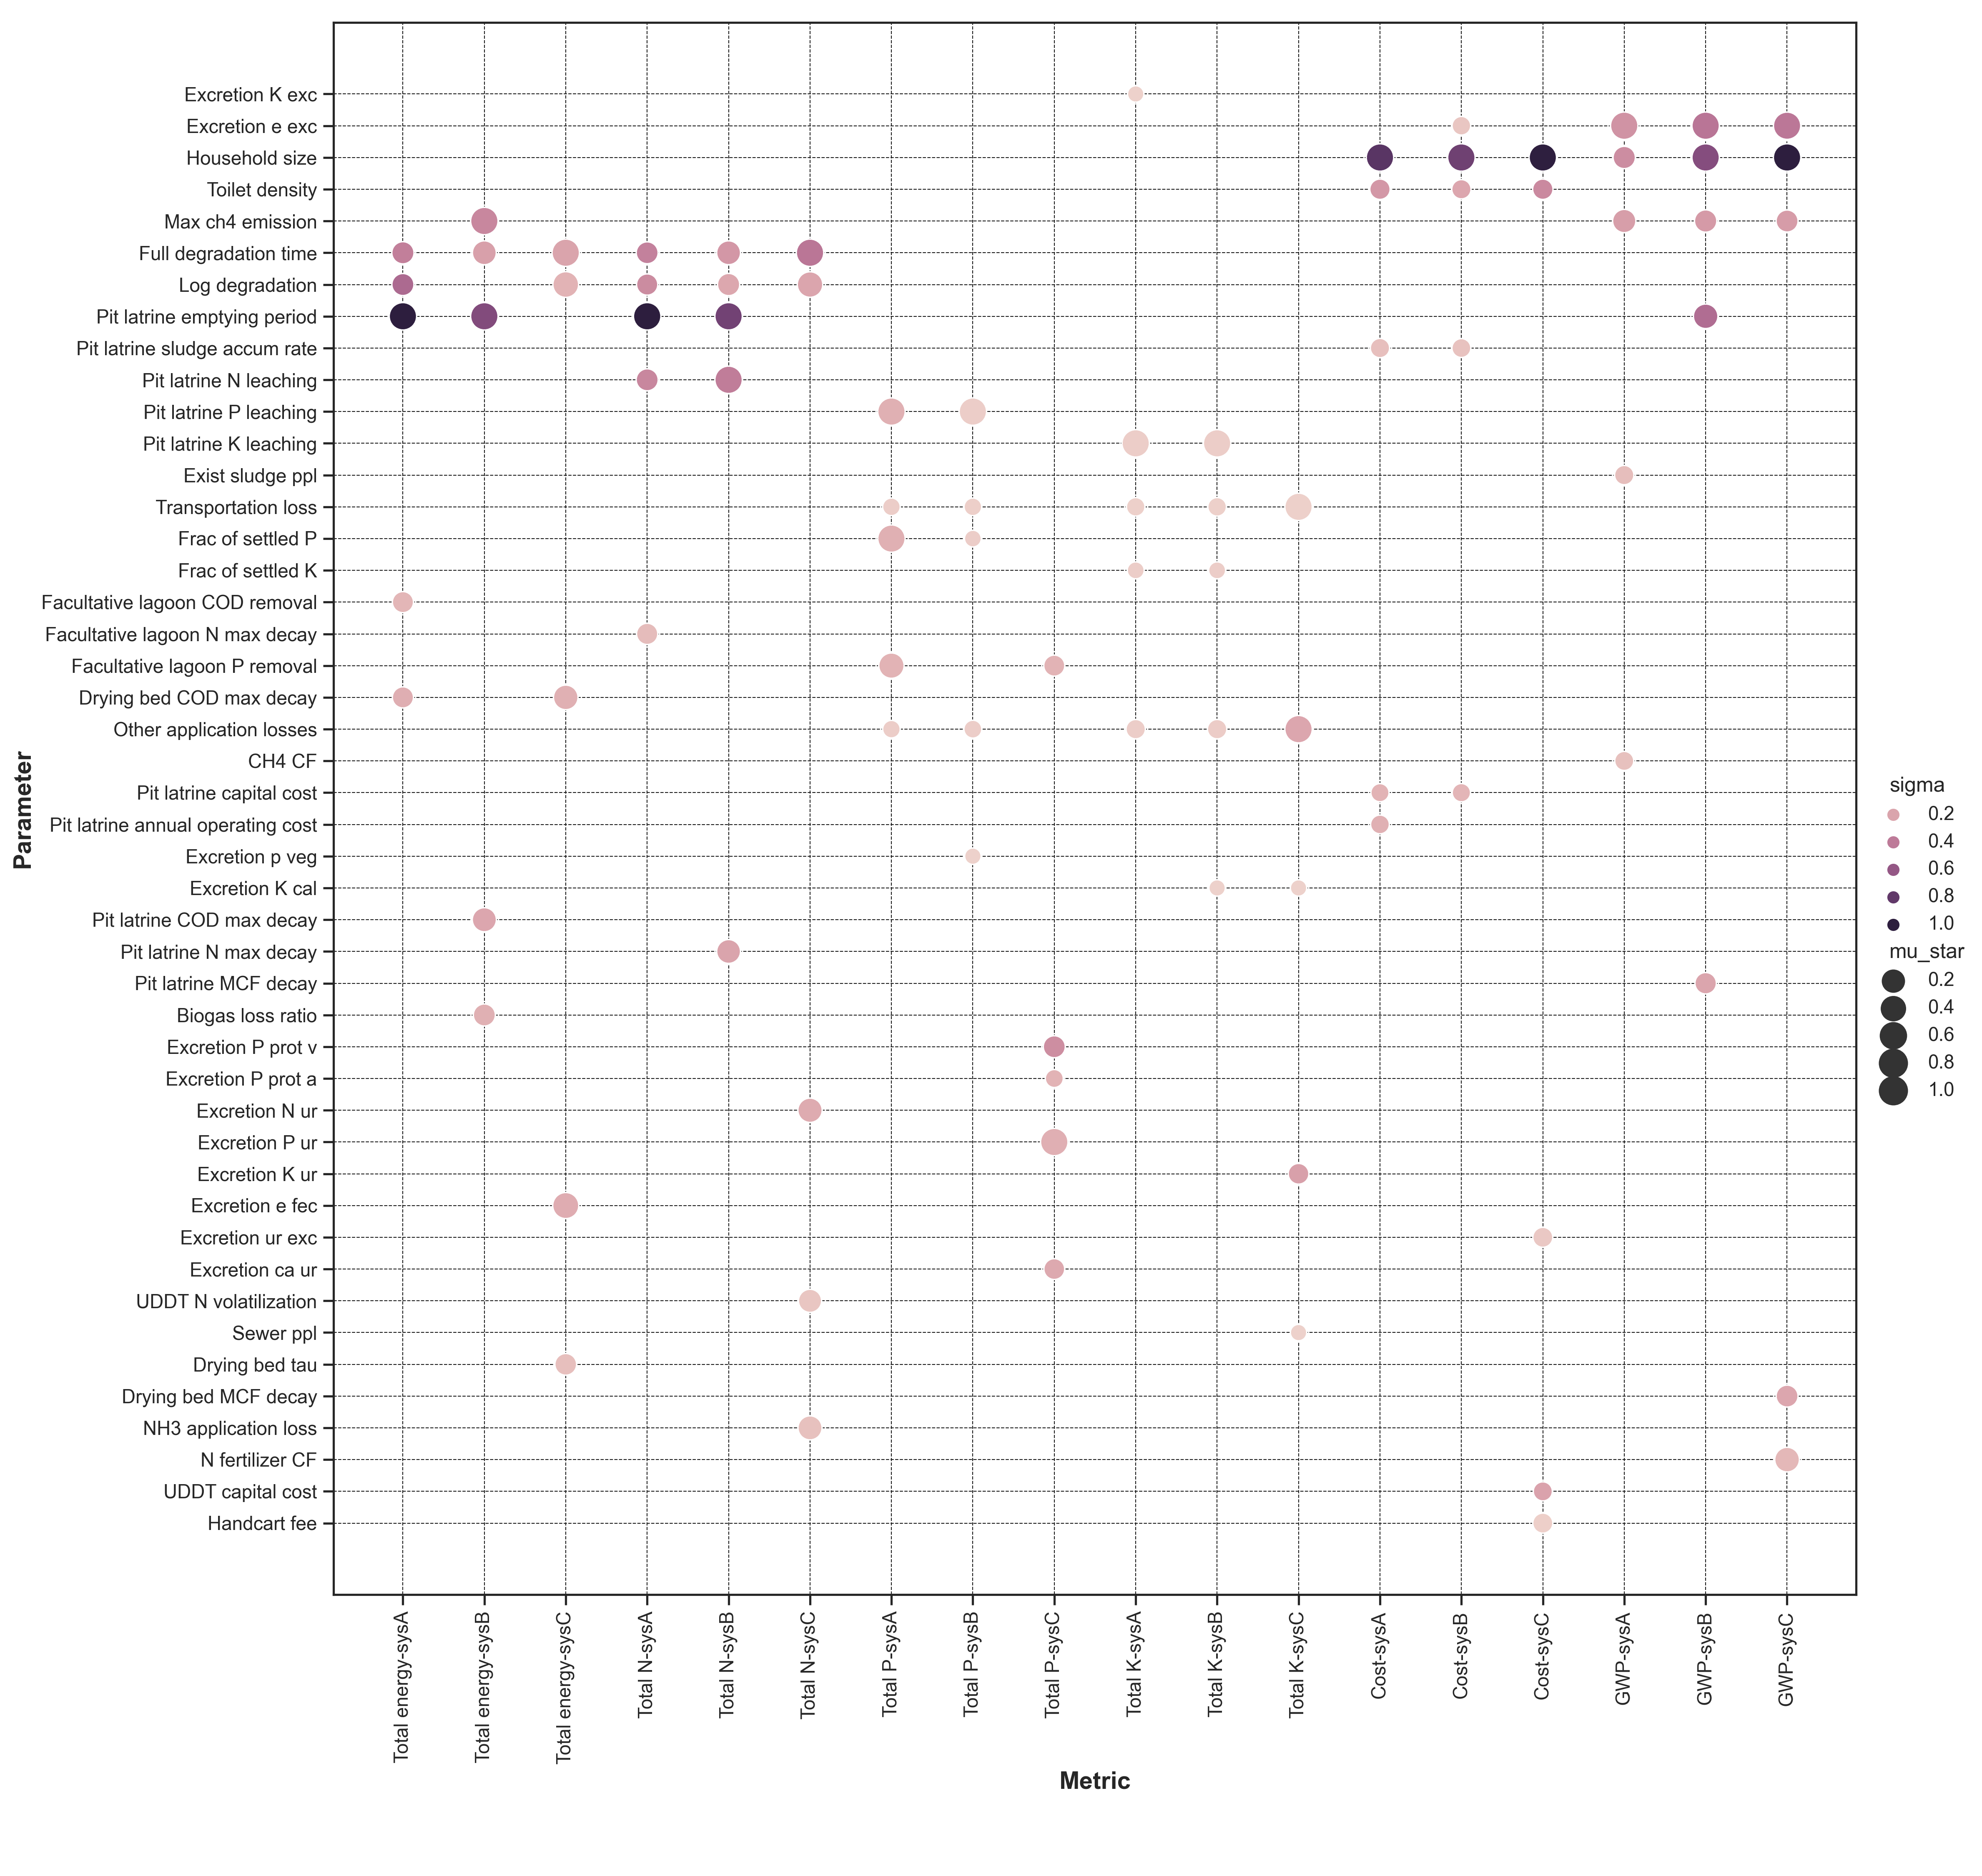 Excretion K exc
Excretion e exc
Household size
Toilet density
Max ch4 emission
Full degradation time
Log degradation
Pit latrine emptying period
Pit latrine sludge accum rate
Pit latrine N leaching
Pit latrine P leaching
Pit latrine K leaching
Exist sludge ppl
Transportation loss
Frac of settled P
Frac of settled K
Facultative lagoon COD removal
Facultative lagoon N max decay
Facultative lagoon P removal
Drying bed COD max decay
Other application losses
CH4 CF
Pit latrine capital cost
Pit latrine annual operating cost
Excretion p veg
Excretion K cal
Pit latrine COD max decay
Pit latrine N max decay
Pit latrine MCF decay
Biogas loss ratio
Excretion P prot v
Excretion P prot a
Excretion N ur
Excretion P ur
Excretion K ur
Excretion e fec
Excretion ur exc
Excretion ca ur
UDDT N volatilization
Sewer ppl
Drying bed tau
Drying bed MCF decay
NH3 application loss
N fertilizer CF
UDDT capital cost
Handcart fee
Parameter
Total energy-sysA
Total energy-sysB
Total energy-sysC
Total N-sysA
Total N-sysB
Total N-sysC
Total P-sysA
Total P-sysB
Total P-sysC
Total K-sysA
Total K-sysB
Total K-sysC
Cost-sysA
Cost-sysB
Cost-sysC
GWP-sysA
GWP-sysB
GWP-sysC
Metric
sigma
0.2
0.4
0.6
0.8
1.0
mu_star
0.2
0.4
0.6
0.8
1.0